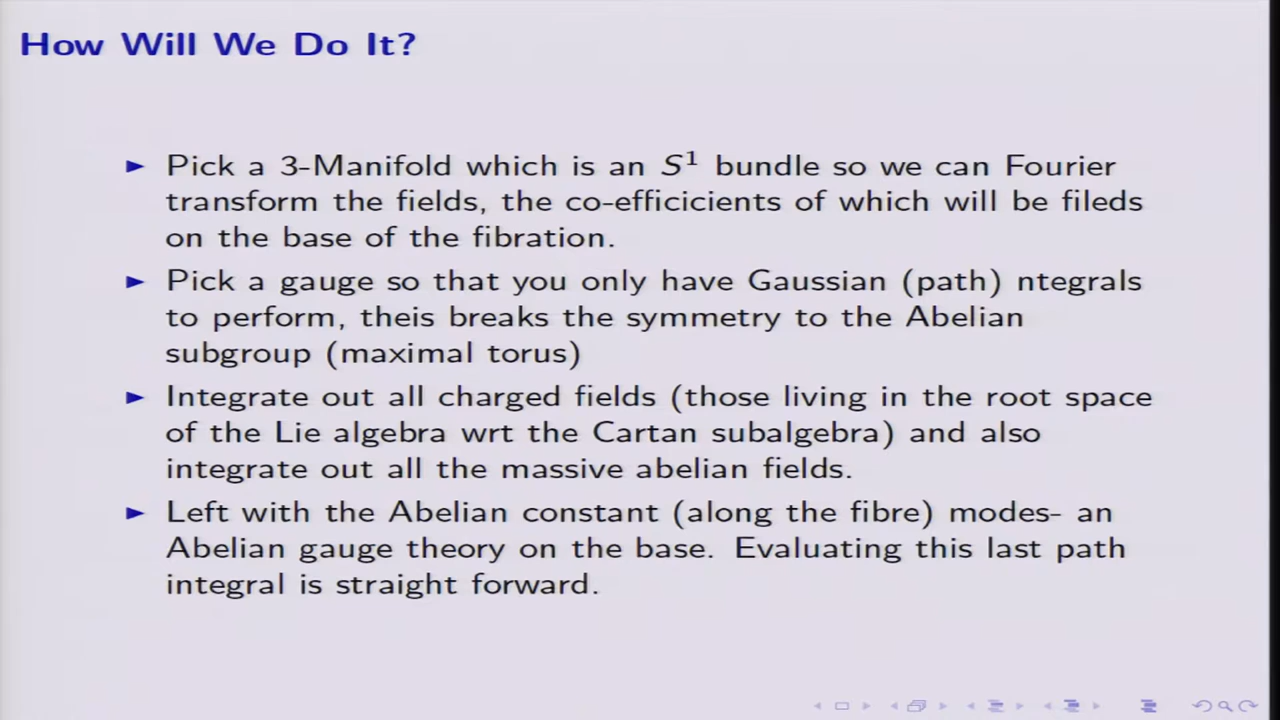 How Will We Do It?
Pick a 3-Manifold which is an S¹ bundle so we can Fourier
transform the fields, the co-efficicients of which will be fileds
on the base of the fibration.
Pick a gauge so that you only have Gaussian (path) ntegrals
to perform, theis breaks the symmetry to the Abelian
subgroup (maximal torus)
Integrate out all charged fields (those living in the root space
of the Lie algebra wrt the Cartan subalgebra) and also
integrate out all the massive abelian fields.
Left with the Abelian constant (along the fibre) modes- an
Abelian gauge theory on the base. Evaluating this last path
integral is straight forward.